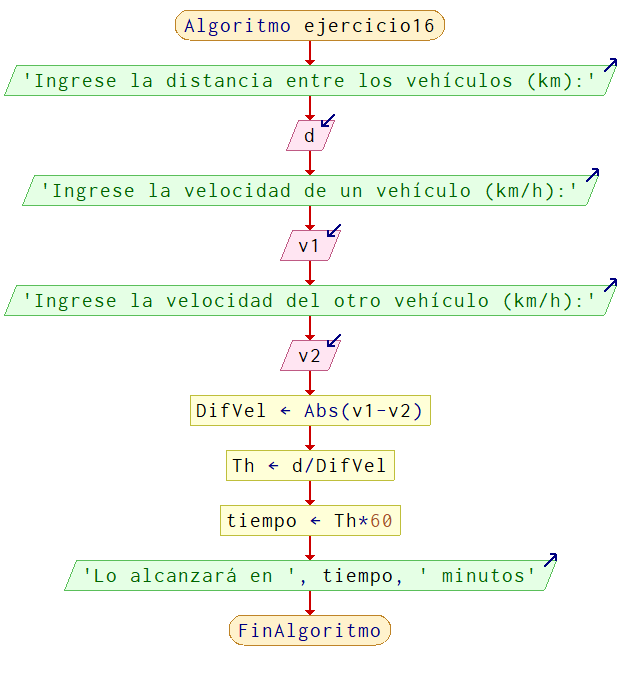 Algoritmo ejercicio16
'Ingrese la distancia entre los vehículos (km):'
d
'Ingrese la velocidad de un vehículo (km/h):'
v1
'Ingrese la velocidad del otro vehículo (km/h):'
v2
DifVel ← Abs(v1-v2)
Th ← d/DifVel
tiempo ← Th*60
'Lo alcanzará en ', tiempo, ' minutos'
FinAlgoritmo